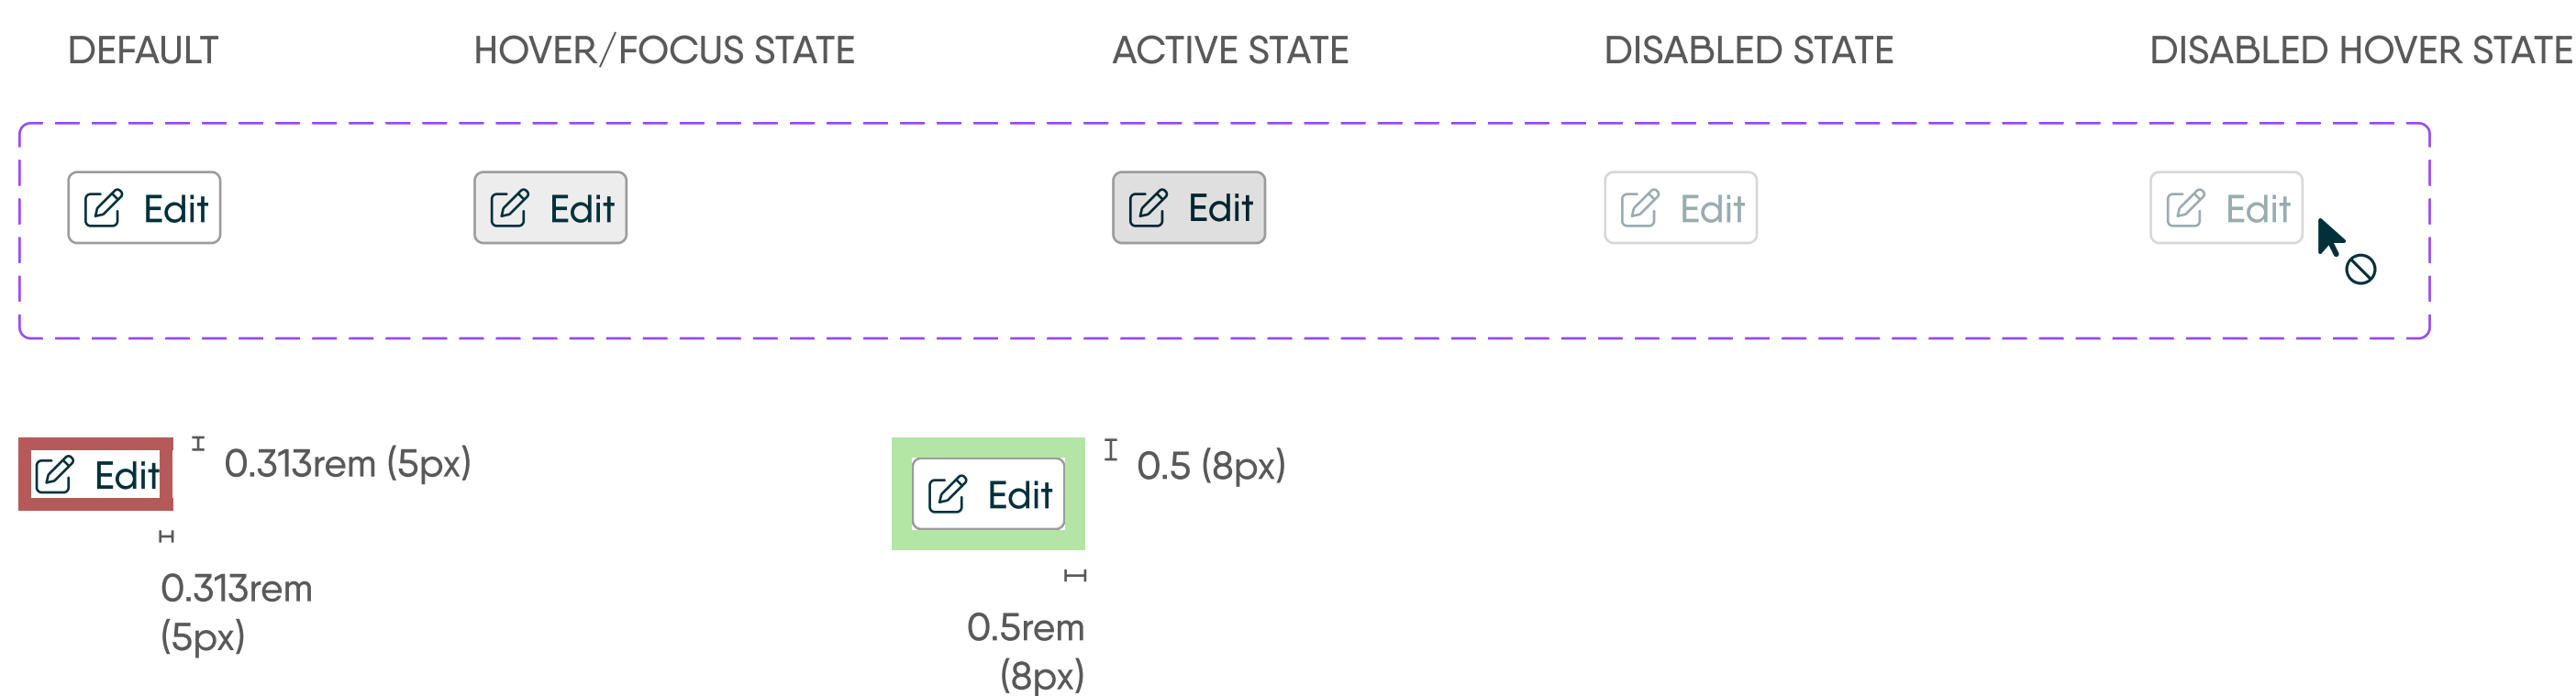 DEFAULT
HOVER/FOCUS STATE
ACTIVE STATE
DISABLED STATE
DISABLED HOVER STATE
Edit
Edit
Edit
Edit
Edit
Edit
0.313rem (5px)
0.313rem
(5px)
Edit
0.5 (8px)
0.5rem
(8px)